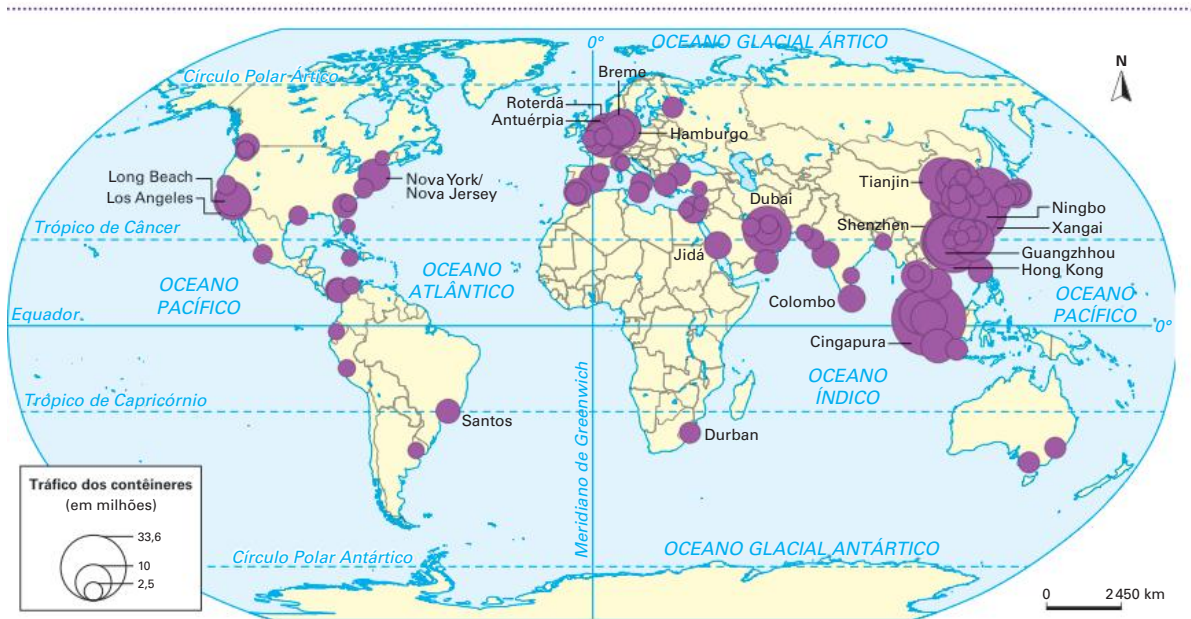 0°
OCEANO GLACIAL ÁRTICO
Círculo Polar Ártico
N
Breme
Roterdã
Antuérpia
Hamburgo
Long Beach
Los Angeles
Nova York/
Nova Jersey
Tianjin
Dubai
Ningbo
Shenzhen
Xangai
Trópico de Câncer
Jidá
Guangzhhou
Hong Kong
OCEANO
PACÍFICO
OCEANO
ATLÂNTICO
Colombo
OCEANO
PACÍFICO
Equador
0°
Cingapura
OCEANO
ÍNDICO
Trópico de Capricórnio
Santos
Meridiano de Greenwich
Durban
Tráfico dos contêineres
(em milhões)
33,6
10
2,5
Círculo Polar Antártico
OCEANO GLACIAL ANTÁRTICO
0
2 450 km